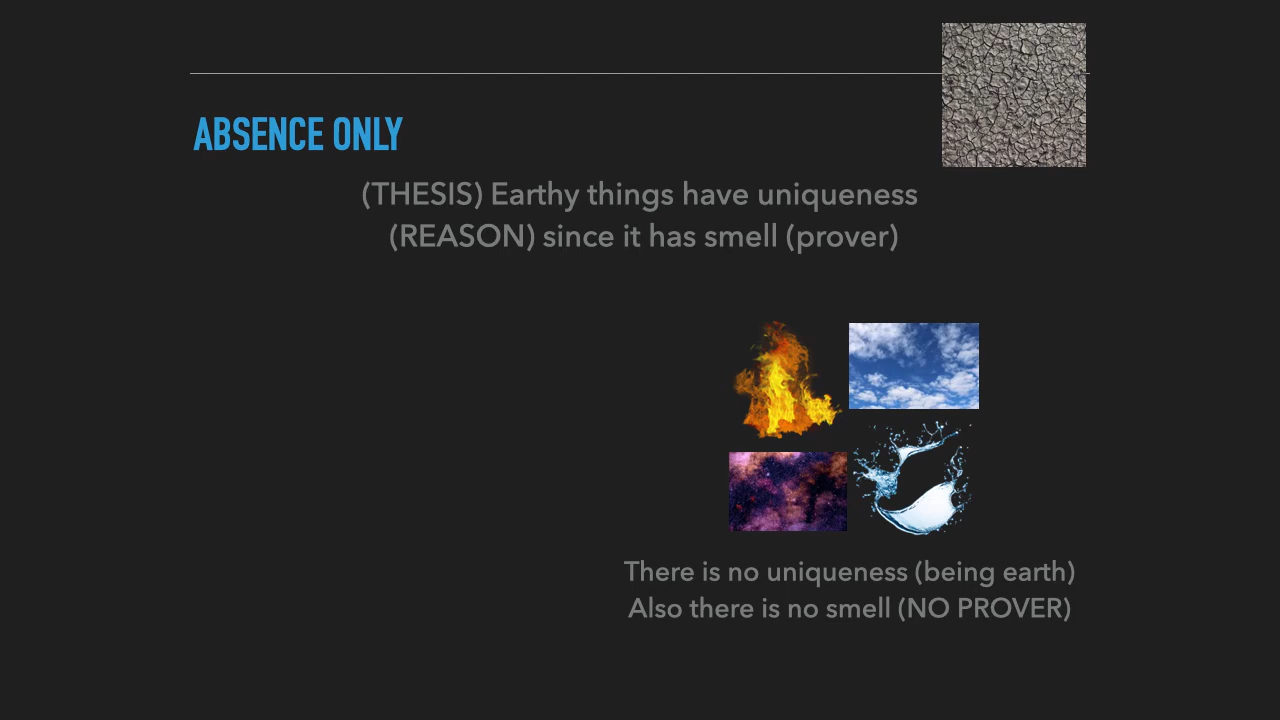 ABSENCE ONLY
(THESIS) Earthy things have uniqueness
(REASON) since it has smell (prover)
There is no uniqueness (being earth)
Also there is no smell (NO PROVER)